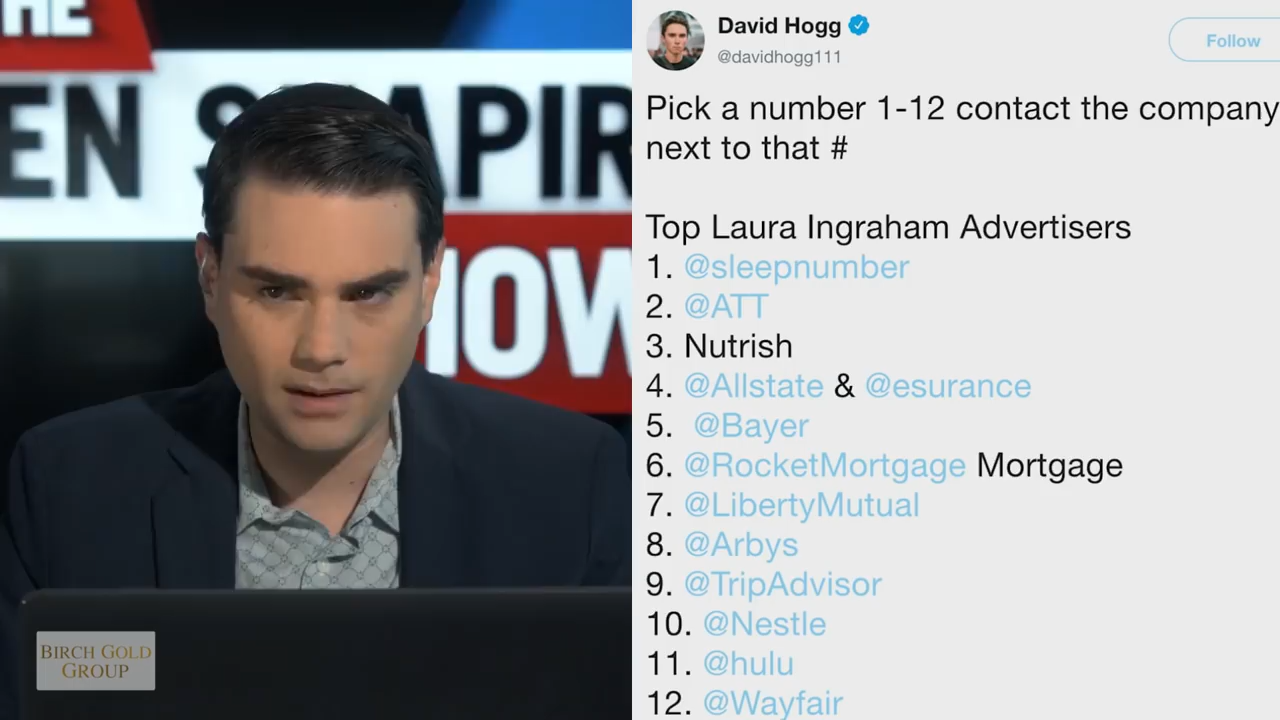 HE
EN SHAPIR
HOW
BIRCH GOLD
GROUP
David Hogg
@davidhogg111
Follow
Pick a number 1-12 contact the company
next to that #
Top Laura Ingraham Advertisers
1. @sleepnumber
2. @ATT
3. Nutrish
4. @Allstate & @esurance
5. @Bayer
6. @RocketMortgage Mortgage
7. @LibertyMutual
8. @Arbys
9. @TripAdvisor
10. @Nestle
11. @hulu
12. @Wayfair